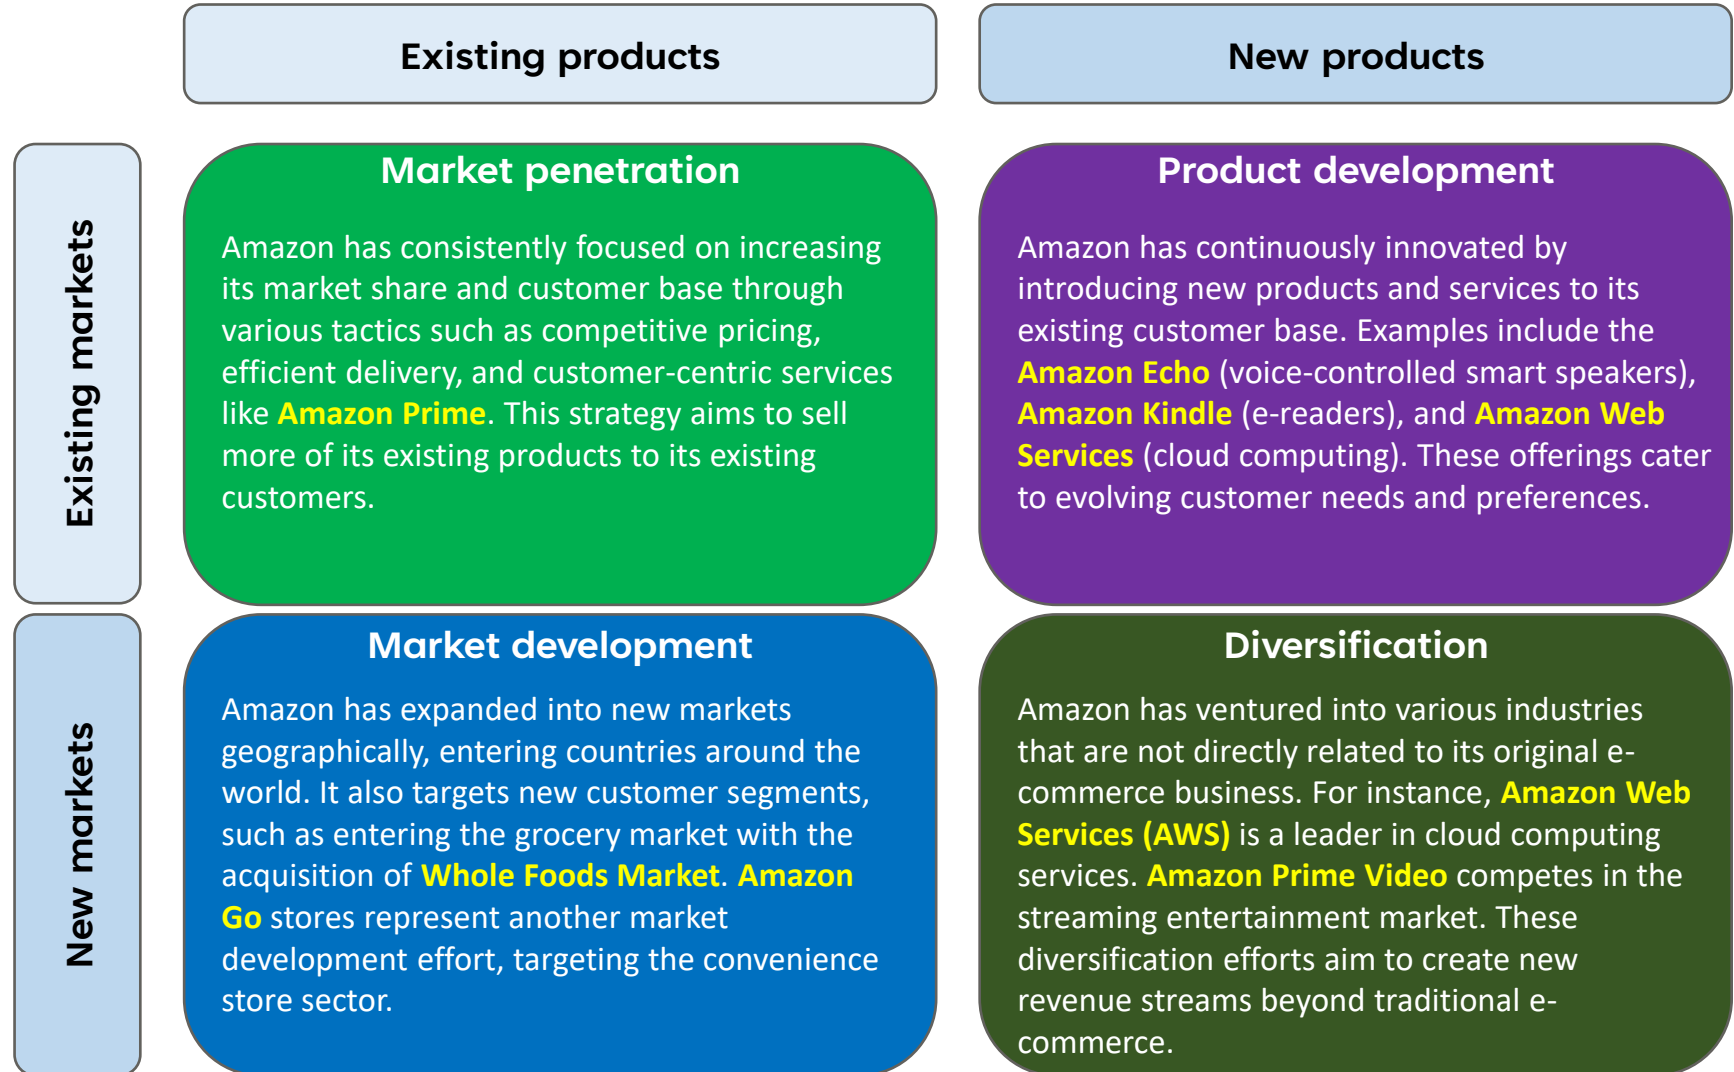 Existing products
New products
Existing markets
Market penetration
Amazon has consistently focused on increasing
its market share and customer base through
various tactics such as competitive pricing,
efficient delivery, and customer-centric services
like Amazon Prime. This strategy aims to sell
more of its existing products to its existing
customers.
Product development
Amazon has continuously innovated by
introducing new products and services to its
existing customer base. Examples include the
Amazon Echo (voice-controlled smart speakers),
Amazon Kindle (e-readers), and Amazon Web
Services (cloud computing). These offerings cater
to evolving customer needs and preferences.
New markets
Market development
Amazon has expanded into new markets
geographically, entering countries around the
world. It also targets new customer segments,
such as entering the grocery market with the
acquisition of Whole Foods Market. Amazon
Go stores represent another market
development effort, targeting the convenience
store sector.
Diversification
Amazon has ventured into various industries
that are not directly related to its original e-
commerce business. For instance, Amazon Web
Services (AWS) is a leader in cloud computing
services. Amazon Prime Video competes in the
streaming entertainment market. These
diversification efforts aim to create new
revenue streams beyond traditional e-
commerce.